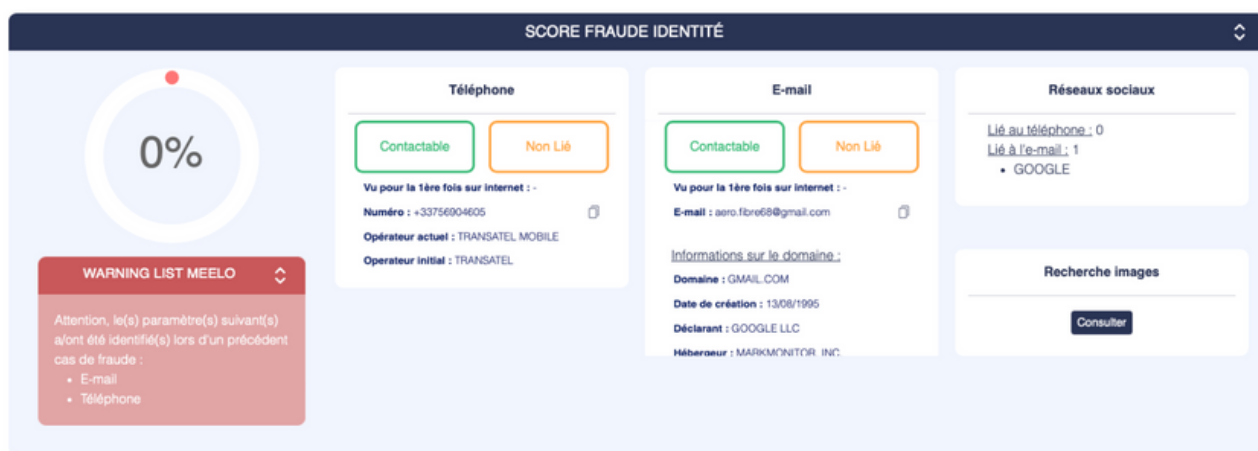 SCORE FRAUDE IDENTITÉ
0%
WARNING LIST MEELO
Attention, le(s) paramètre(s) suivant(s)
a/ont été identifié(s) lors d'un précédent
cas de fraude :
• E-mail
• Téléphone
Téléphone
Contactable
Non Lié
Vu pour la 1ère fois sur internet : -
Numéro : +33756904605
Opérateur actuel : TRANSATEL MOBILE
Operateur initial : TRANSATEL
E-mail
Contactable
Non Lié
Vu pour la 1ère fois sur internet : -
E-mail : aero.fibre68@gmail.com
Informations sur le domaine :
Domaine : GMAIL.COM
Date de création : 13/08/1995
Déclarant : GOOGLE LLC
Hébergeur : MARKMONITOR, INC.
Réseaux sociaux
Lié au téléphone : 0
Lié à l'e-mail : 1
• GOOGLE
Recherche images
Consulter